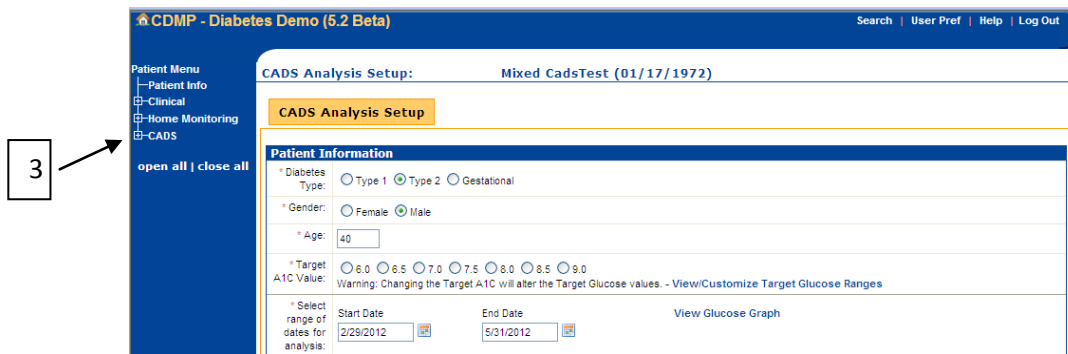 CDMP - Diabetes Demo (5.2 Beta)
Search | User Pref | Help | Log Out
Patient Menu
Patient Info
Clinical
Home Monitoring
CADS
open all | close all
3
CADS Analysis Setup: Mixed CadsTest (01/17/1972)
CADS Analysis Setup
Patient Information
* Diabetes Type: Type 1 Type 2 Gestational
* Gender: Female Male
* Age: 40
* Target A1C Value: 6.0 6.5 7.0 7.5 8.0 8.5 9.0
Warning: Changing the Target A1C will alter the Target Glucose values. - View/Customize Target Glucose Ranges
* Select range of dates for analysis:
Start Date End Date View Glucose Graph
2/29/2012 5/31/2012